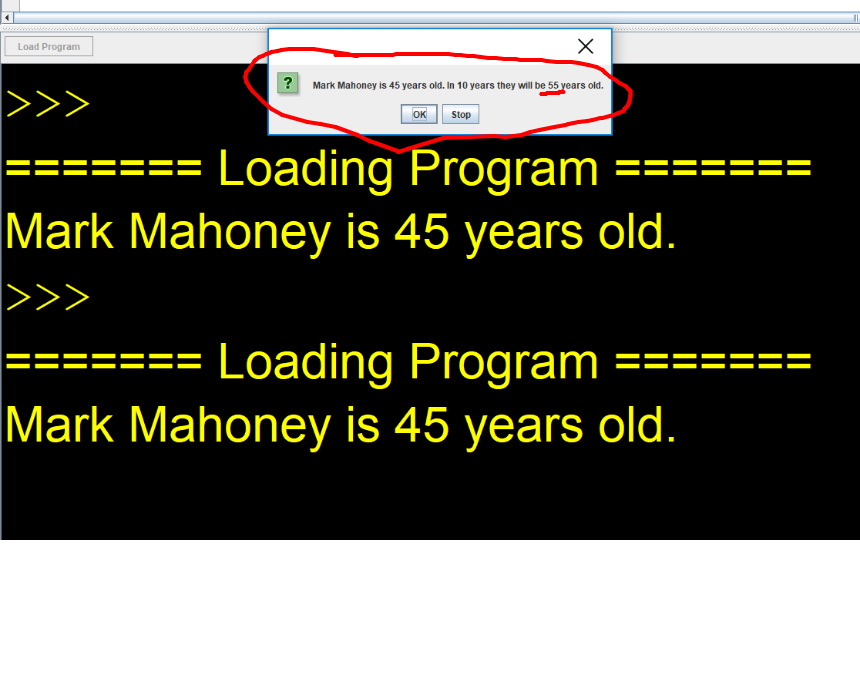 Load Program
Mark Mahoney is 45 years old. In 10 years they will be 55 years old.
?
OK Stop
>>>
======= Loading Program =======
Mark Mahoney is 45 years old.
>>>
======= Loading Program =======
Mark Mahoney is 45 years old.